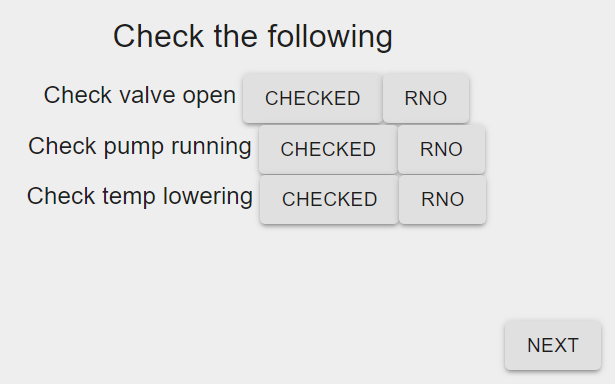 Check the following
Check valve open CHECKED RNO
Check pump running CHECKED RNO
Check temp lowering CHECKED RNO
NEXT